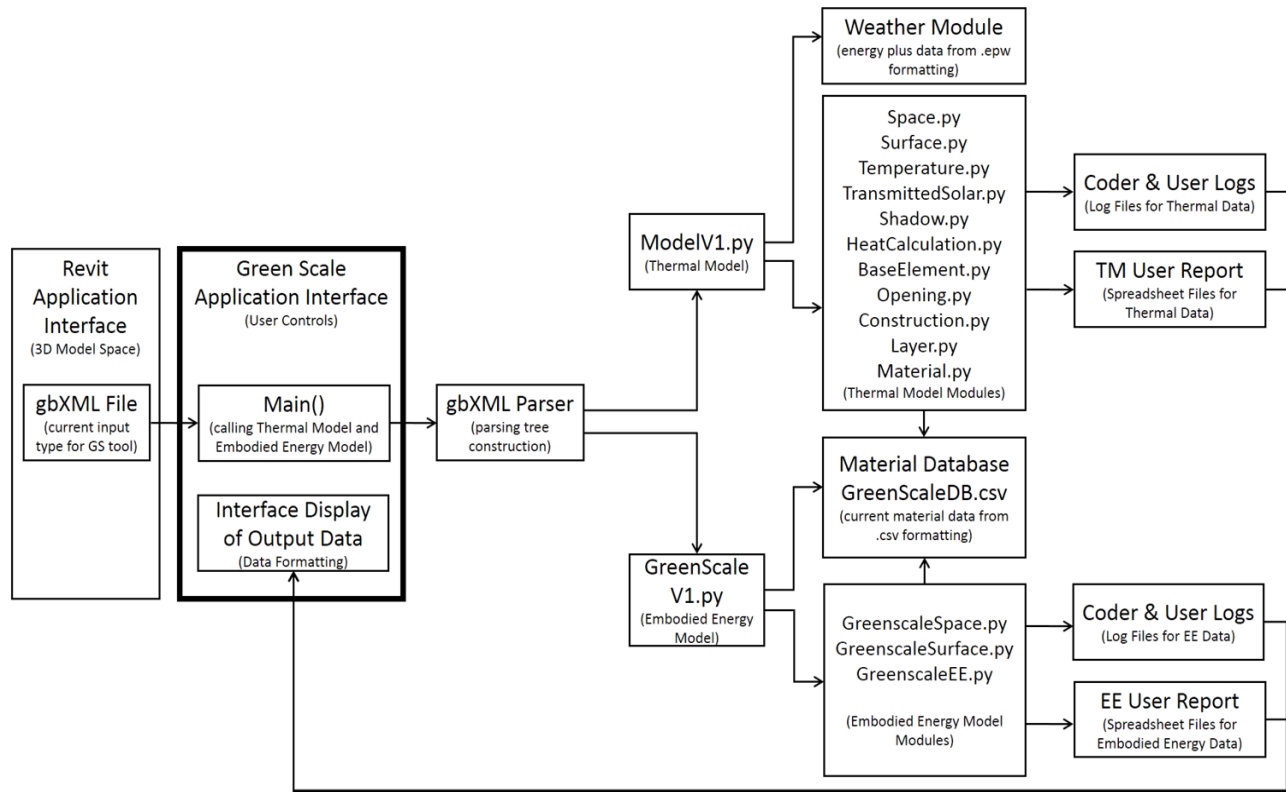 Revit
Application
Interface
(3D Model Space)
gbXML File
(current input
type for GS tool)
Green Scale
Application Interface
(User Controls)
Main()
(calling Thermal Model and
Embodied Energy Model)
Interface Display
of Output Data
(Data Formatting)
gbXML Parser
(parsing tree
construction)
ModelV1.py
(Thermal Model)
GreenScale
V1.py
(Embodied Energy
Model)
Weather Module
(energy plus data from .epw
formatting)
Space.py
Surface.py
Temperature.py
TransmittedSolar.py
Shadow.py
HeatCalculation.py
BaseElement.py
Opening.py
Construction.py
Layer.py
Material.py
(Thermal Model Modules)
Material Database
GreenScaleDB.csv
(current material data from
.csv formatting)
GreenscaleSpace.py
GreenscaleSurface.py
GreenscaleEE.py
(Embodied Energy Model
Modules)
Coder & User Logs
(Log Files for Thermal Data)
TM User Report
(Spreadsheet Files for
Thermal Data)
Coder & User Logs
(Log Files for EE Data)
EE User Report
(Spreadsheet Files for
Embodied Energy Data)